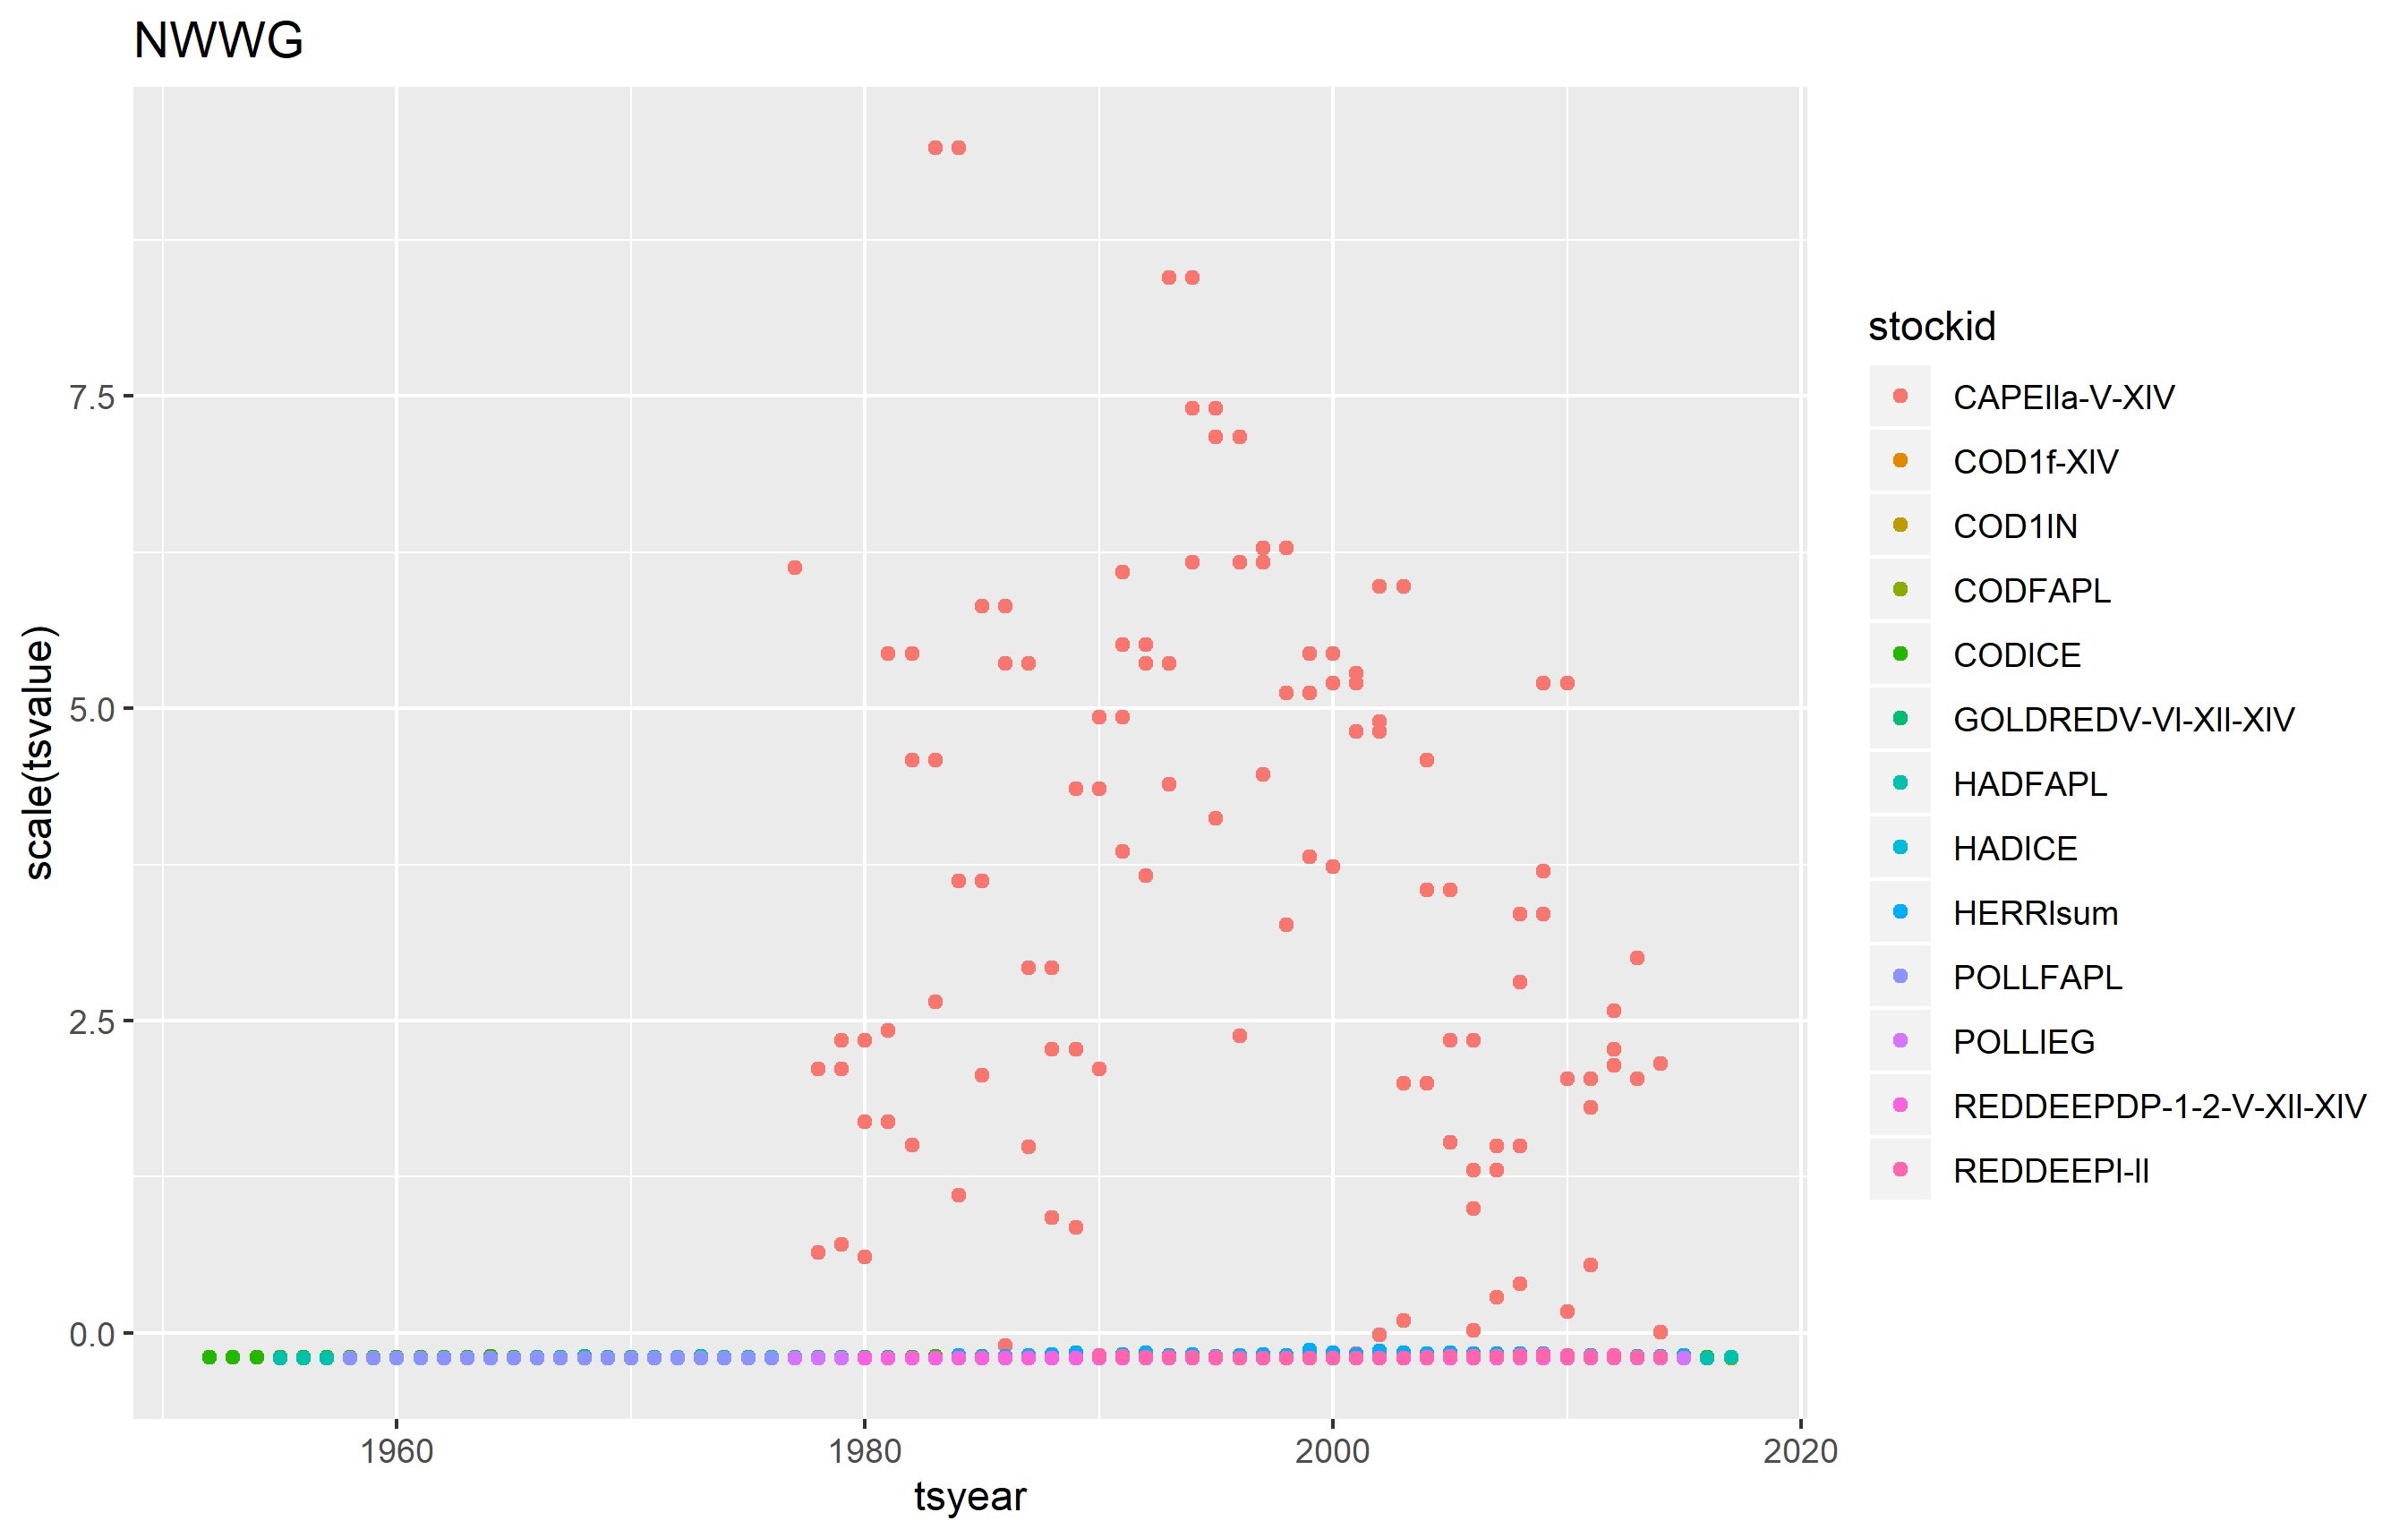 NWWG
scale(tsvalue)
7.5
5.0
2.5
0.0
1960
1980
2000
2020
tsyear
stockid
CAPEIIa-V-XIV
COD1f-XIV
COD1IN
CODFAPL
CODICE
GOLDREDV-VI-XII-XIV
HADFAPL
HADICE
HERRIsum
POLLFAPL
POLLIEG
REDDEEPDP-1-2-V-XII-XIV
REDDEEPI-II